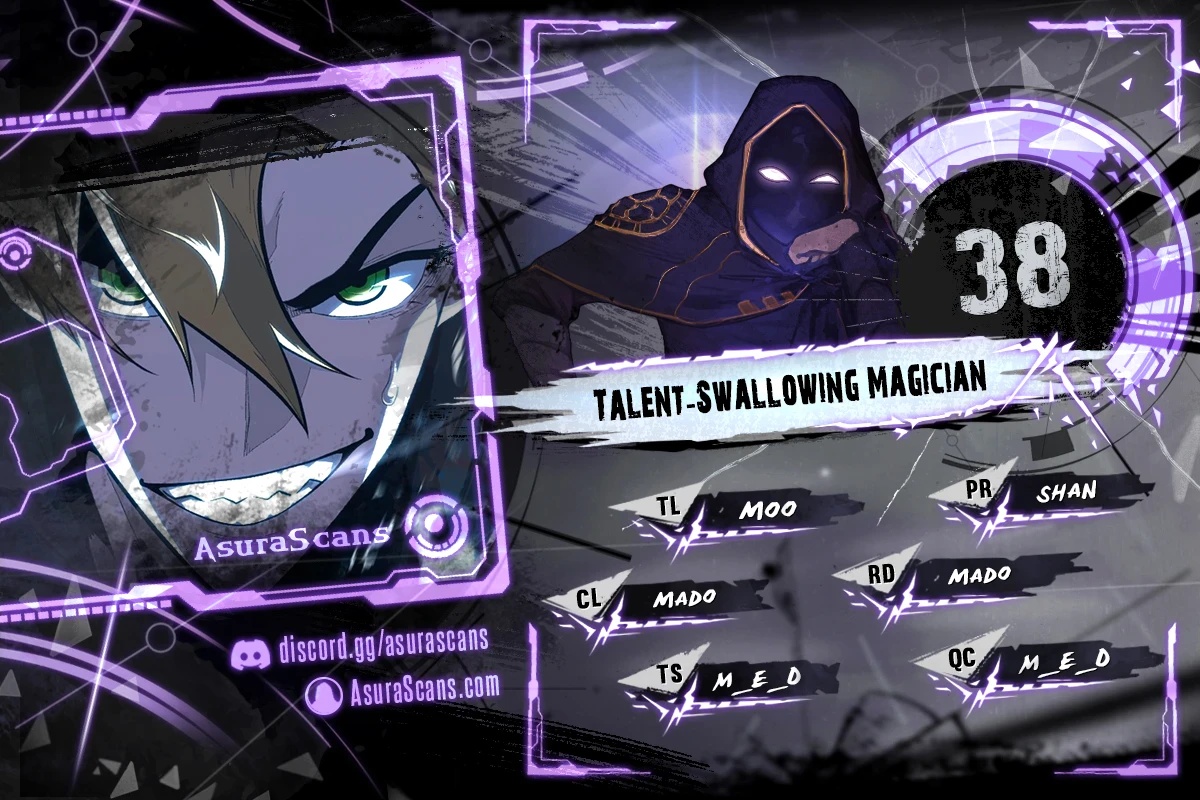 38
TALENT-SWALLOWING MAGICIAN
AsuraScans
TL MOO
PR SHAN
CL MADO
RD MADO
TS M_E_D
QC M_E_D
discord.gg/asurascans
AsuraScans.com